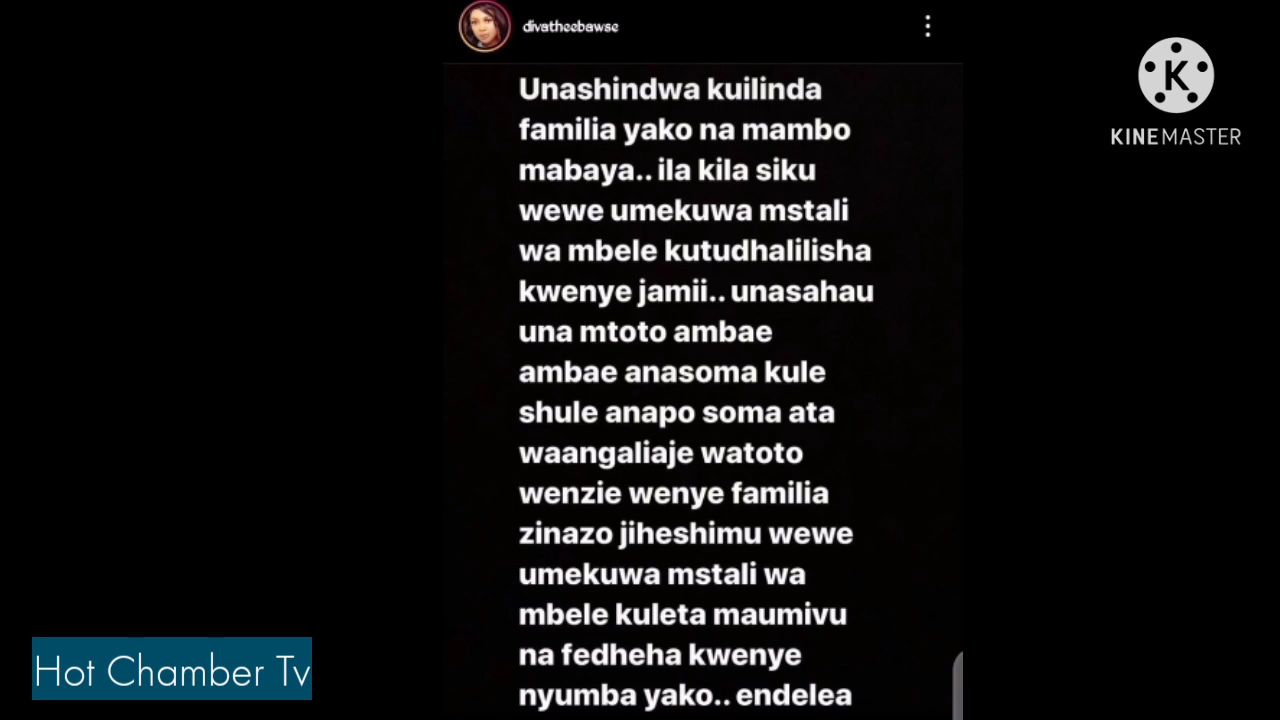 divatheebawse
Unashindwa kuilinda
familia yako na mambo
mabaya.. ila kila siku
wewe umekuwa mstali
wa mbele kutudhalilisha
kwenye jamii.. unasahau
una mtoto ambae
ambae anasoma kule
shule anapo soma ata
waangaliaje watoto
wenzie wenye familia
zinazo jiheshimu wewe
umekuwa mstali wa
mbele kuleta maumivu
na fedheha kwenye
nyumba yako.. endelea
K
KINEMASTER
Hot Chamber Tv